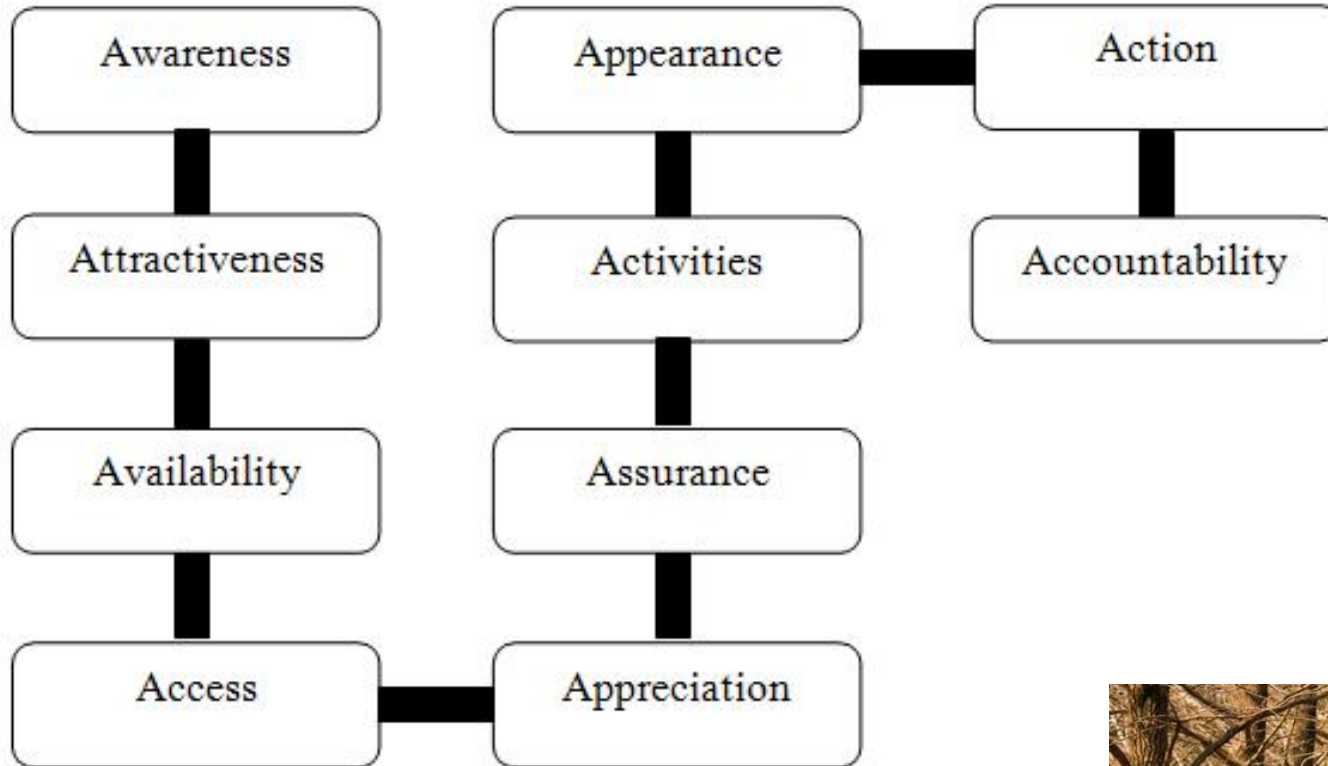 Awareness
Attractiveness
Availability
Access
Appreciation
Assurance
Activities
Appearance
Action
Accountability